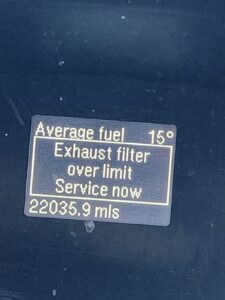 Average fuel 15°
Exhaust filter
over limit
Service now
22035.9 mls